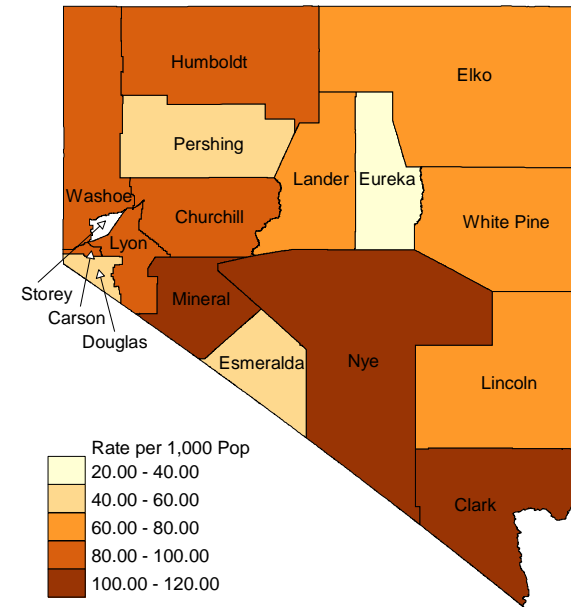 Humboldt
Elko
Pershing
Lander
Eureka
Washoe
Churchill
White Pine
Lyon
Storey
Mineral
Carson
Douglas
Esmeralda
Nye
Lincoln
Clark
Rate per 1,000 Pop
20.00 - 40.00
40.00 - 60.00
60.00 - 80.00
80.00 - 100.00
100.00 - 120.00